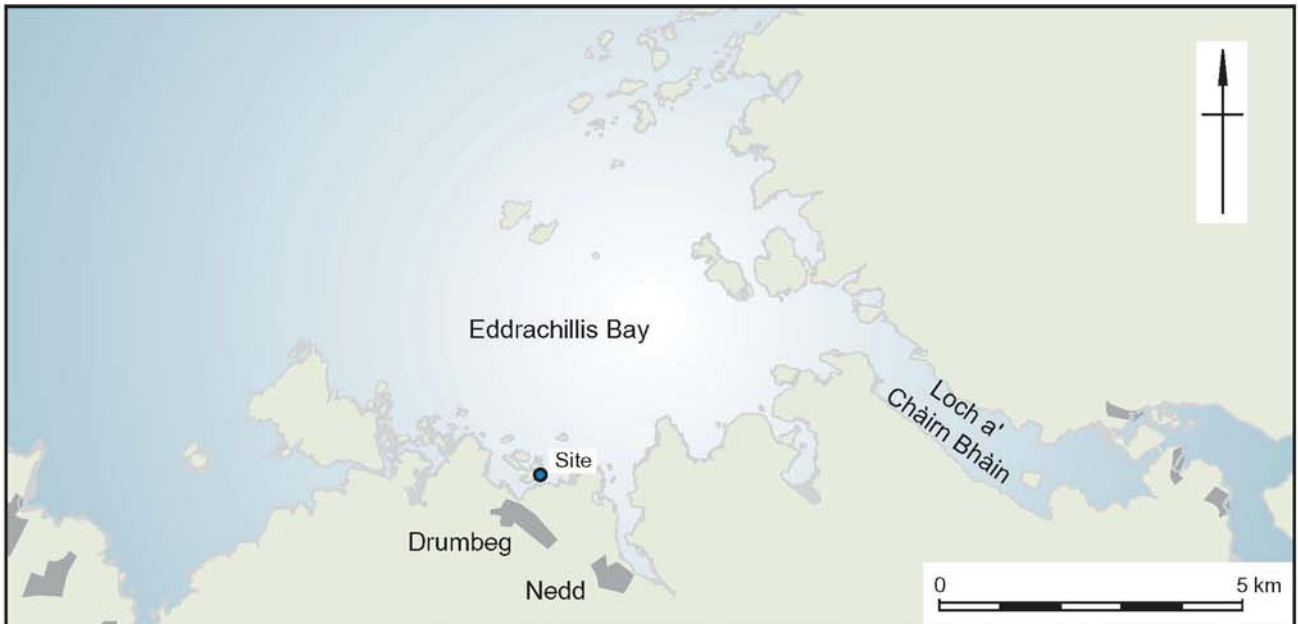 Eddrachillis Bay
Loch a'
Chàirn Bhàin
Site
Drumbeg
Nedd
0 5 km